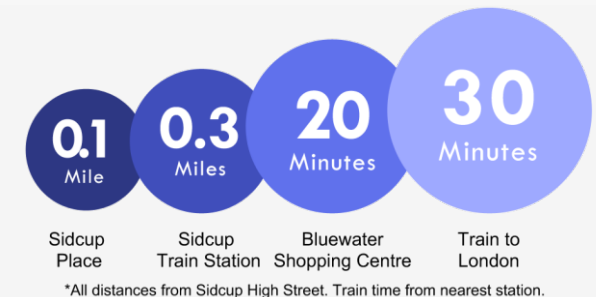 0.1
Mile
0.3
Miles
20
Minutes
30
Minutes
Sidcup
Place
Sidcup
Train Station
Bluewater
Shopping Centre
Train to
London
*All distances from Sidcup High Street. Train time from nearest station.